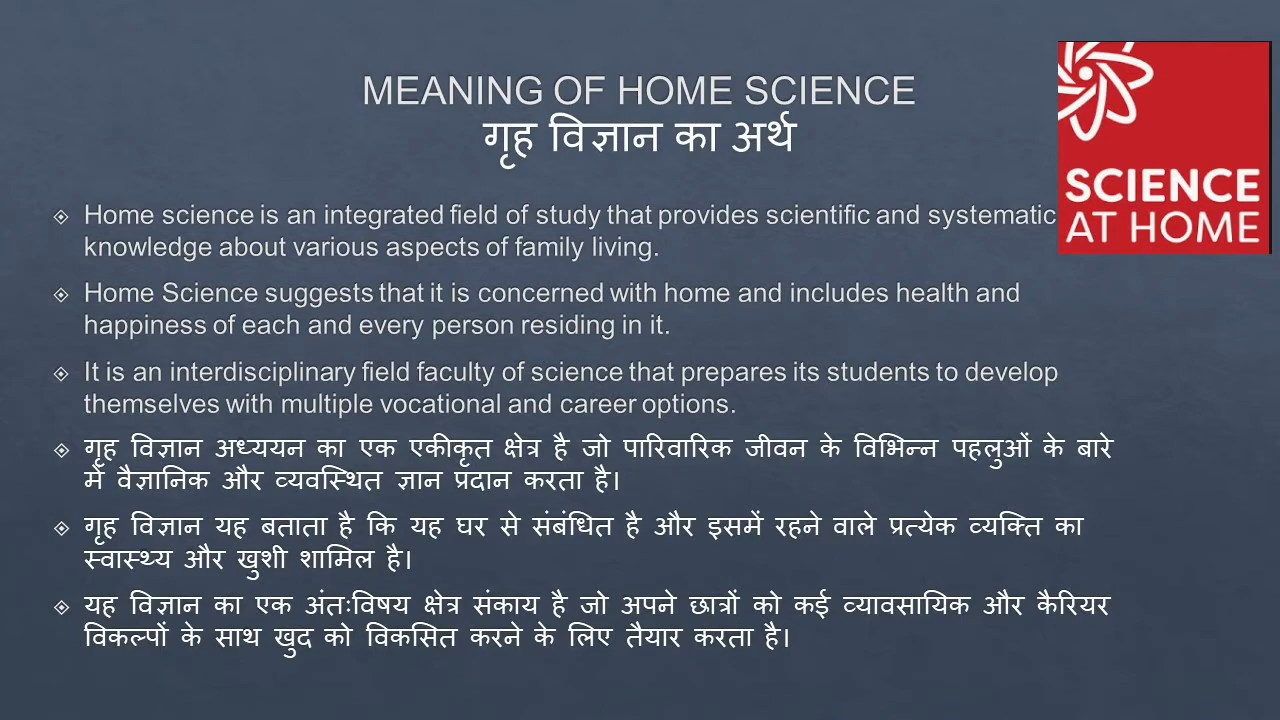 MEANING OF HOME SCIENCE
गृह विज्ञान का अर्थ
SCIENCE
AT HOME
Home science is an integrated field of study that provides scientific and systematic
knowledge about various aspects of family living.
Home Science suggests that it is concerned with home and includes health and
happiness of each and every person residing in it.
It is an interdisciplinary field faculty of science that prepares its students to develop
themselves with multiple vocational and career options.
गृह विज्ञान अध्ययन का एक एकीकृत क्षेत्र है जो पारिवारिक जीवन के विभिन्न पहलुओं के बारे
में वैज्ञानिक और व्यवस्थित ज्ञान प्रदान करता है।
गृह विज्ञान यह बताता है कि यह घर से संबंधित है और इसमें रहने वाले प्रत्येक व्यक्ति का
स्वास्थ्य और खुशी शामिल है।
यह विज्ञान का एक अंतःविषय क्षेत्र संकाय है जो अपने छात्रों को कई व्यावसायिक और कैरियर
विकल्पों के साथ खुद को विकसित करने के लिए तैयार करता है।